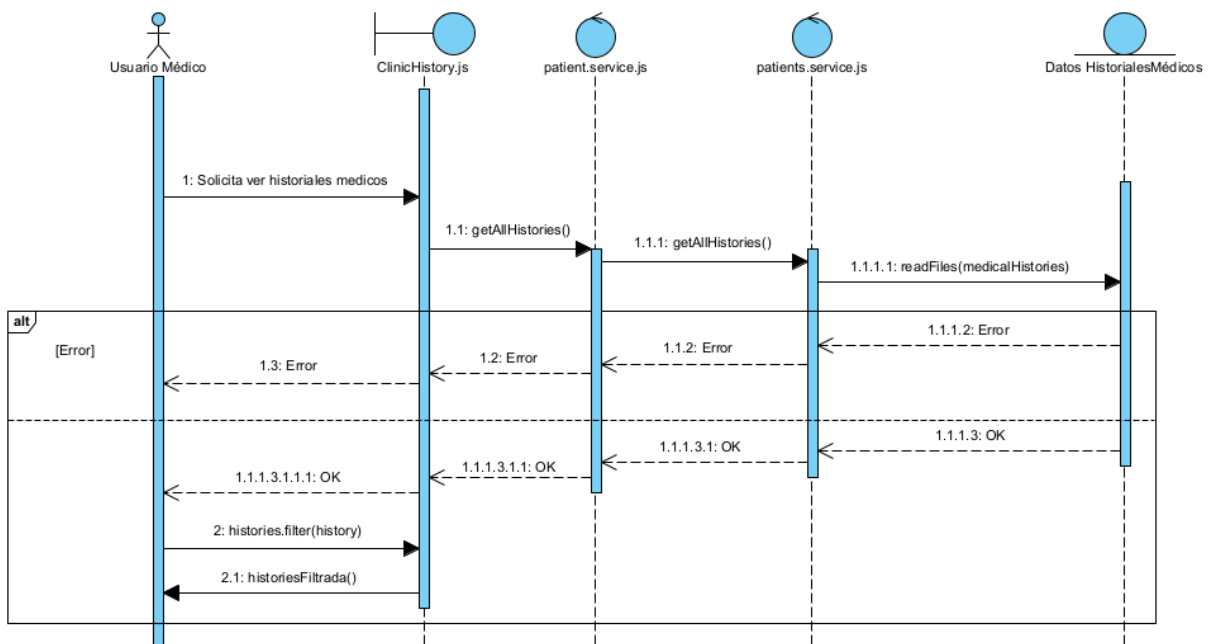 Usuario Médico
ClinicHistory.js
patient.service.js
patients.service.js
Datos HistorialesMédicos
1: Solicita ver historiales medicos
1.1: getAllHistories()
1.1.1: getAllHistories()
1.1.1.1: readFiles(medicalHistories)
alt
[Error]
1.1.1.2: Error
1.1.2: Error
1.2: Error
1.3: Error
1.1.1.3: OK
1.1.1.3.1: OK
1.1.1.3.1.1: OK
1.1.1.3.1.1.1: OK
2: histories.filter(history)
2.1: historiesFiltrada()